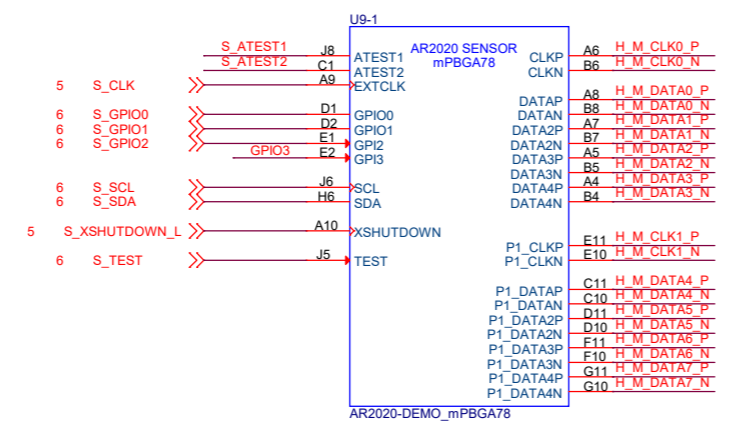 U9-1
AR2020 SENSOR
mPBGA78
S_ATEST1 J8 ATEST1 CLKP A6 H_M_CLK0_P
S_ATEST2 C1 ATEST2 CLKN B6 H_M_CLK0_N
5 S_CLK A9 EXTCLK
DATAP A8 H_M_DATA0_P
6 S_GPIO0 D1 GPIO0 DATAN B8 H_M_DATA0_N
6 S_GPIO1 D2 GPIO1 DATA2P A7 H_M_DATA1_P
6 S_GPIO2 E1 GPI2 DATA2N B7 H_M_DATA1_N
GPIO3 E2 GPI3 DATA3P A5 H_M_DATA2_P
DATA3N B5 H_M_DATA2_N
6 S_SCL J6 SCL DATA4P A4 H_M_DATA3_P
6 S_SDA H6 SDA DATA4N B4 H_M_DATA3_N
5 S_XSHUTDOWN_L A10 XSHUTDOWN
P1_CLKP E11 H_M_CLK1_P
6 S_TEST J5 TEST P1_CLKN E10 H_M_CLK1_N
P1_DATAP C11 H_M_DATA4_P
P1_DATAN C10 H_M_DATA4_N
P1_DATA2P D11 H_M_DATA5_P
P1_DATA2N D10 H_M_DATA5_N
P1_DATA3P F11 H_M_DATA6_P
P1_DATA3N F10 H_M_DATA6_N
P1_DATA4P G11 H_M_DATA7_P
P1_DATA4N G10 H_M_DATA7_N
AR2020-DEMO_mPBGA78